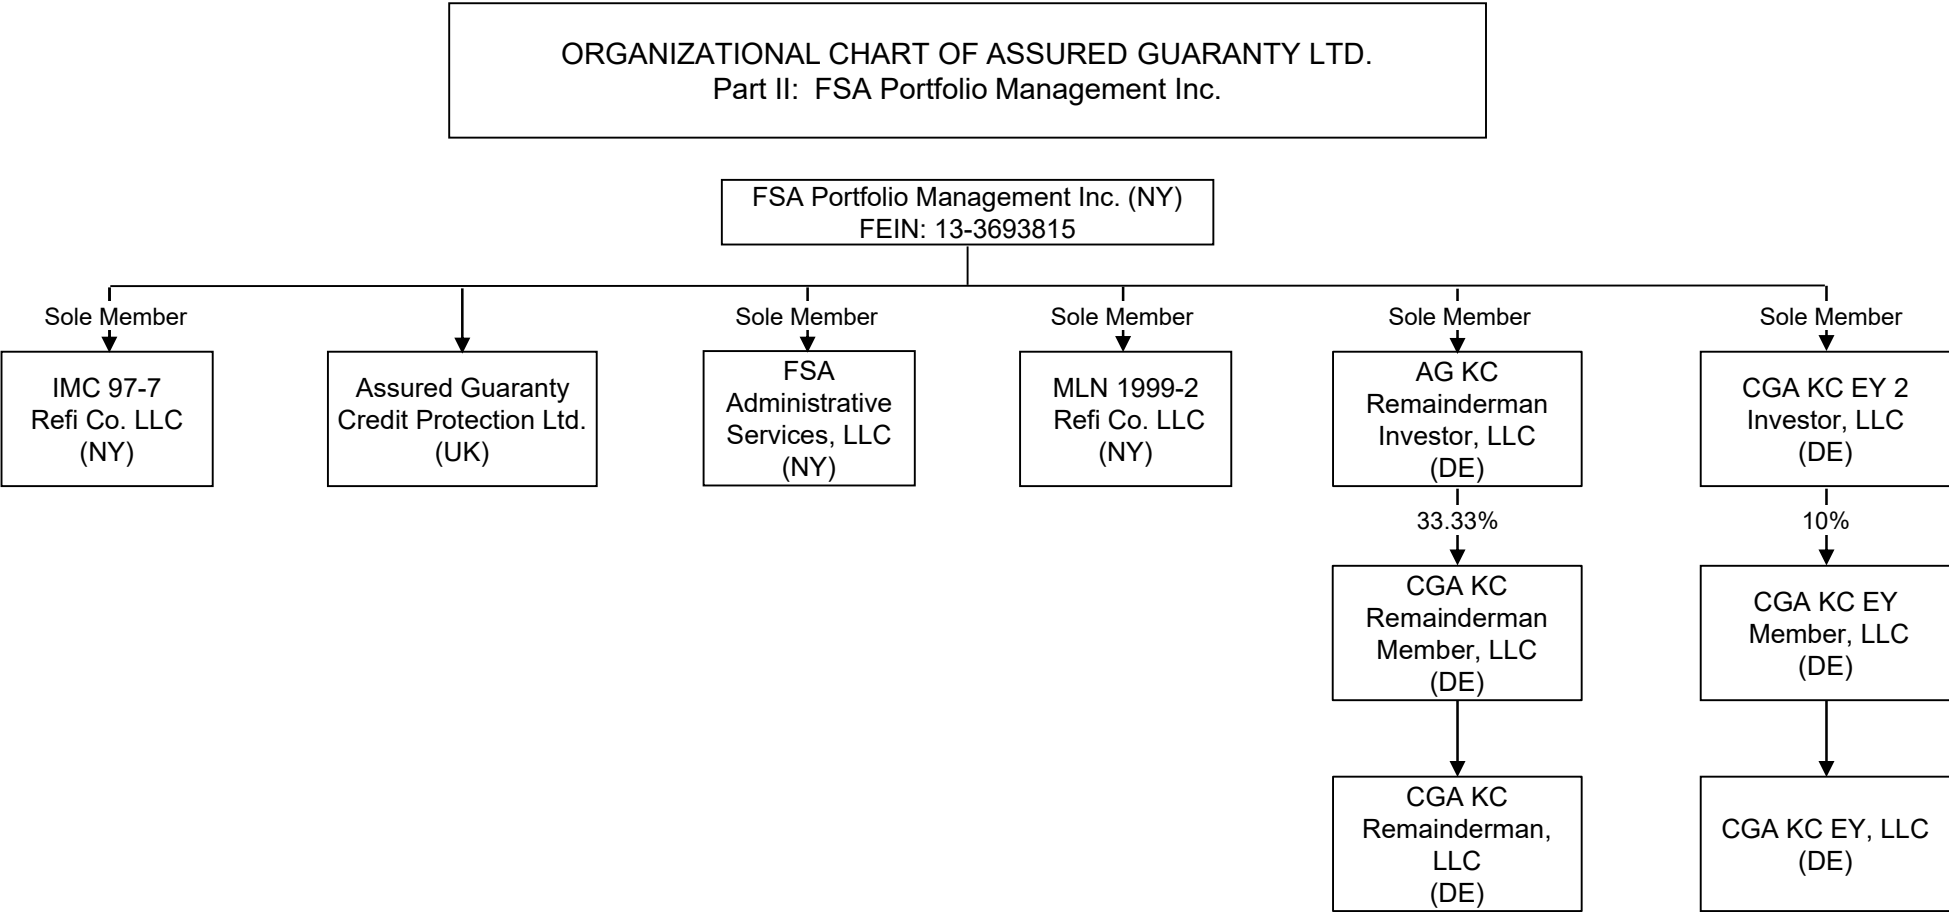 ORGANIZATIONAL CHART OF ASSURED GUARANTY LTD.
Part II: FSA Portfolio Management Inc.
FSA Portfolio Management Inc. (NY)
FEIN: 13-3693815
Sole Member
Sole Member
Sole Member
Sole Member
Sole Member
IMC 97-7
Refi Co. LLC
(NY)
Assured Guaranty
Credit Protection Ltd.
(UK)
FSA
Administrative
Services, LLC
(NY)
MLN 1999-2
Refi Co. LLC
(NY)
AG KC
Remainderman
Investor, LLC
(DE)
CGA KC EY 2
Investor, LLC
(DE)
33.33%
10%
CGA KC
Remainderman
Member, LLC
(DE)
CGA KC EY
Member, LLC
(DE)
CGA KC
Remainderman,
LLC
(DE)
CGA KC EY, LLC
(DE)